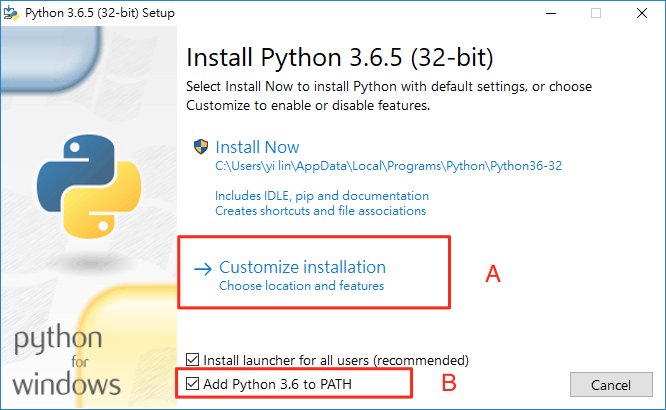 Python 3.6.5 (32-bit) Setup
Install Python 3.6.5 (32-bit)
Select Install Now to install Python with default settings, or choose
Customize to enable or disable features.
Install Now
C:\Users\yi lin\AppData\Local\Programs\Python\Python36-32
Includes IDLE, pip and documentation
Creates shortcuts and file associations
Customize installation
Choose location and features
A
python
for
windows
Install launcher for all users (recommended)
Add Python 3.6 to PATH
B
Cancel